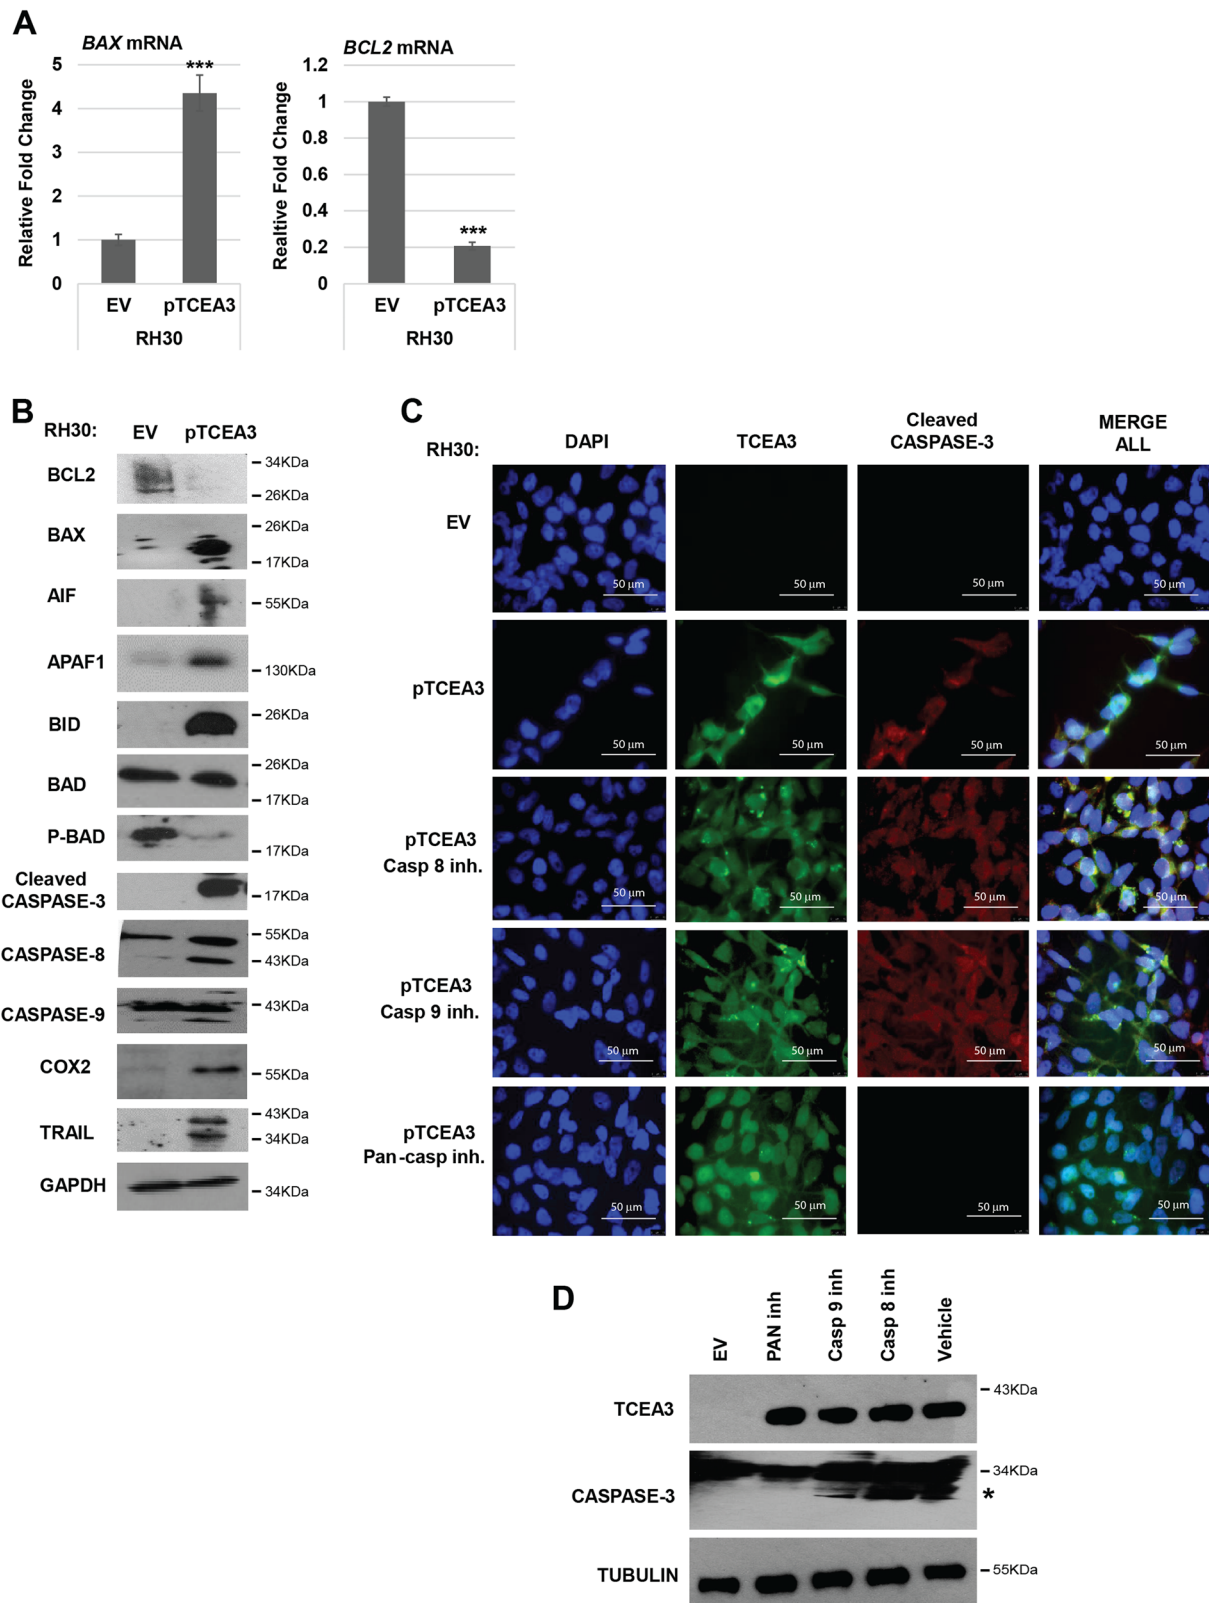 A
BAX mRNA
Relative Fold Change
5
4
3
2
1
0
***
EV
pTCEA3
RH30
BCL2 mRNA
Realtive Fold Change
1.2
1
0.8
0.6
0.4
0.2
0
***
EV
pTCEA3
RH30
B
RH30: EV pTCEA3
BCL2
34KDa
26KDa
BAX
26KDa
17KDa
AIF
55KDa
APAF1
130KDa
BID
26KDa
BAD
26KDa
17KDa
P-BAD
17KDa
Cleaved
CASPASE-3
17KDa
CASPASE-8
55KDa
43KDa
CASPASE-9
43KDa
COX2
55KDa
TRAIL
43KDa
34KDa
GAPDH
34KDa
C
RH30:
DAPI
TCEA3
Cleaved
CASPASE-3
MERGE
ALL
EV
50 µm
50 µm
50 µm
50 µm
pTCEA3
50 µm
50 µm
50 µm
50 µm
pTCEA3
Casp 8 inh.
50 µm
50 µm
50 µm
50 µm
pTCEA3
Casp 9 inh.
50 µm
50 µm
50 µm
50 µm
pTCEA3
Pan-casp inh.
50 µm
50 µm
50 µm
50 µm
D
EV
PAN inh
Casp 9 inh
Casp 8 inh
Vehicle
TCEA3
43KDa
CASPASE-3
34KDa
*
TUBULIN
55KDa